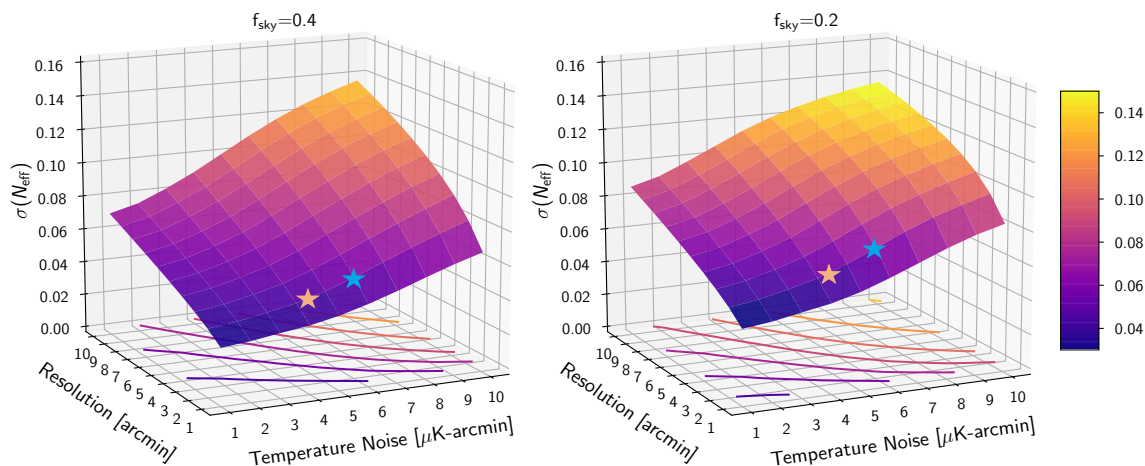 f_sky=0.4
0.16
0.14
0.12
0.10
0.08
0.06
0.04
0.02
0.00
σ(N_eff)
10 9 8 7 6 5 4 3 2 1
Resolution [arcmin]
1 2 3 4 5 6 7 8 9 10
Temperature Noise [μK-arcmin]
f_sky=0.2
0.16
0.14
0.12
0.10
0.08
0.06
0.04
0.02
0.00
σ(N_eff)
10 9 8 7 6 5 4 3 2 1
Resolution [arcmin]
1 2 3 4 5 6 7 8 9 10
Temperature Noise [μK-arcmin]
0.14
0.12
0.10
0.08
0.06
0.04